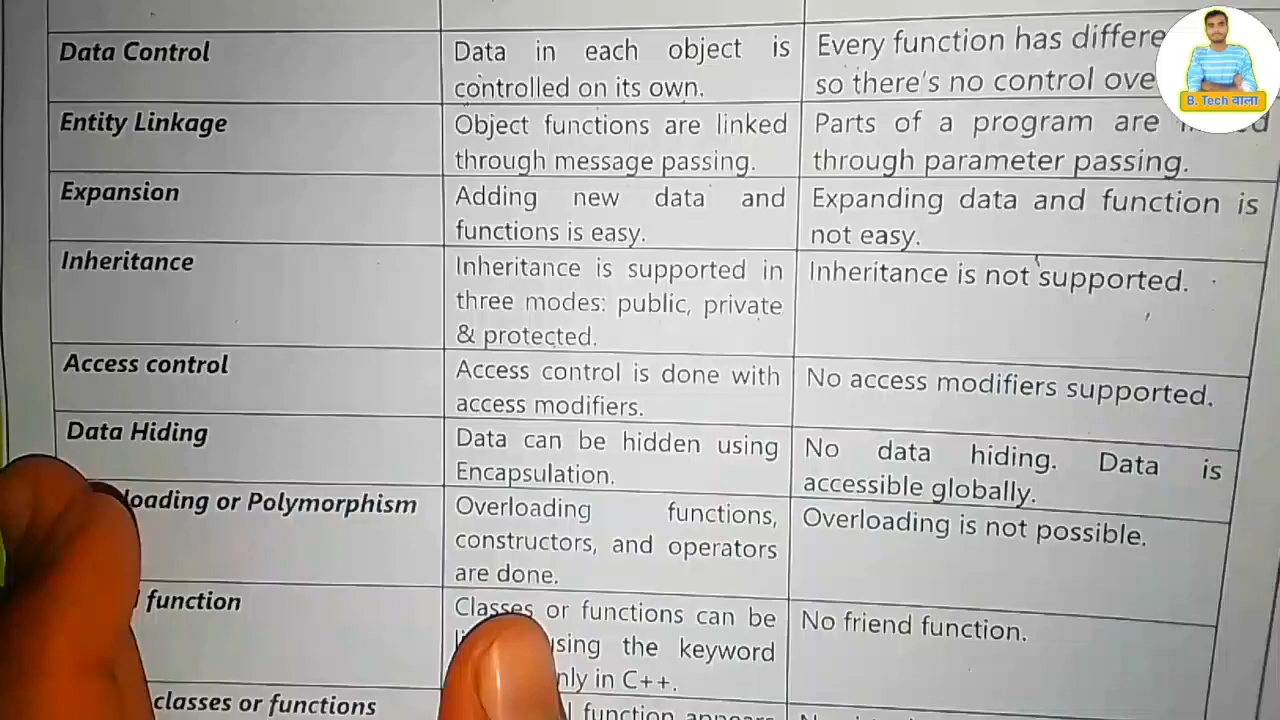 Data Control
Data in each object is
controlled on its own.
Every function has
so there's no control
Entity Linkage
Object functions are linked
through message passing.
Parts of a program are
through parameter passing.
Expansion
Adding new data and
functions is easy.
Expanding data and function is
not easy.
Inheritance
Inheritance is supported in
three modes: public, private
& protected.
Inheritance is not supported.
Access control
Access control is done with
access modifiers.
No access modifiers supported.
Data Hiding
Data can be hidden using
Encapsulation.
No data hiding. Data is
accessible globally.
or Polymorphism
Overloading functions,
constructors, and operators
are done.
Overloading is not possible.
function
Classes or functions can be
using the keyword
in C++.
No friend function.
classes or functions
function
B. Tech वाला